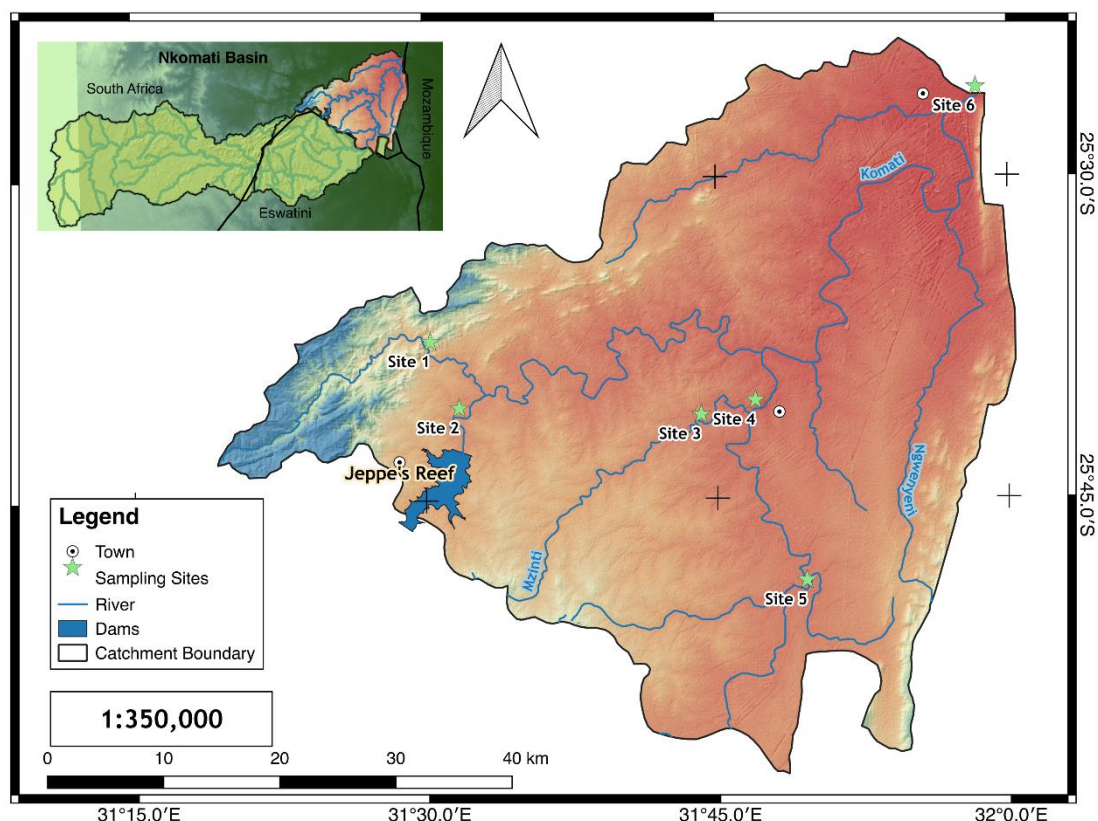 Nkomati Basin
South Africa
Mozambique
Eswatini
Site 6
25°30.0'S
Komati
Site 1
Site 2
Site 3
Site 4
Jeppe's Reef
Ngwenyeni
25°45.0'S
Mzinti
Site 5
Legend
Town
Sampling Sites
River
Dams
Catchment Boundary
1:350,000
0 10 20 30 40 km
31°15.0'E 31°30.0'E 31°45.0'E 32°0.0'E